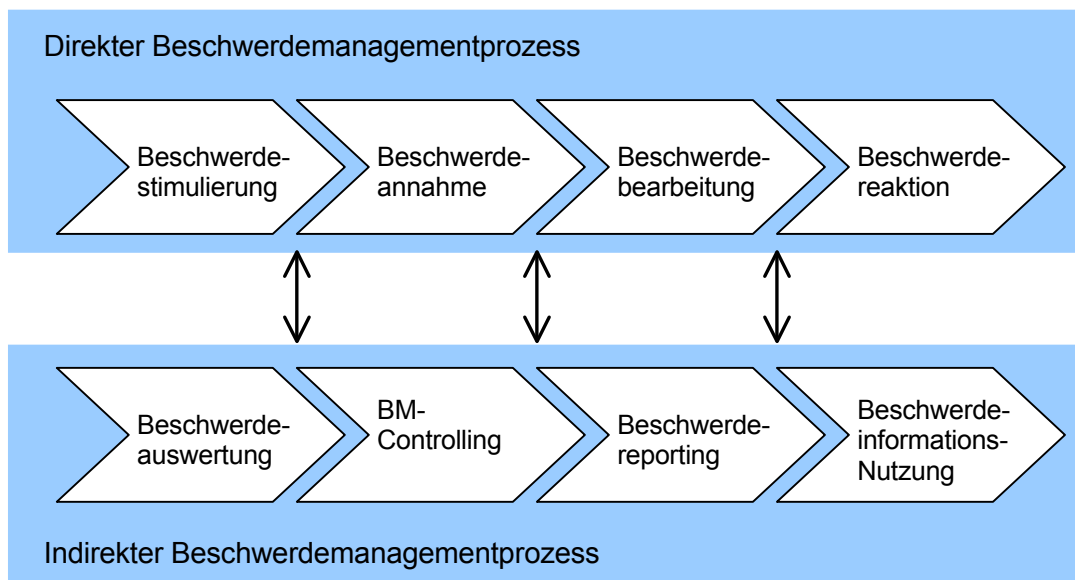 Direkter Beschwerdemanagementprozess
Beschwerde-
stimulierung
Beschwerde-
annahme
Beschwerde-
bearbeitung
Beschwerde-
reaktion
Beschwerde-
auswertung
BM-
Controlling
Beschwerde-
reporting
Beschwerde-
informations-
Nutzung
Indirekter Beschwerdemanagementprozess